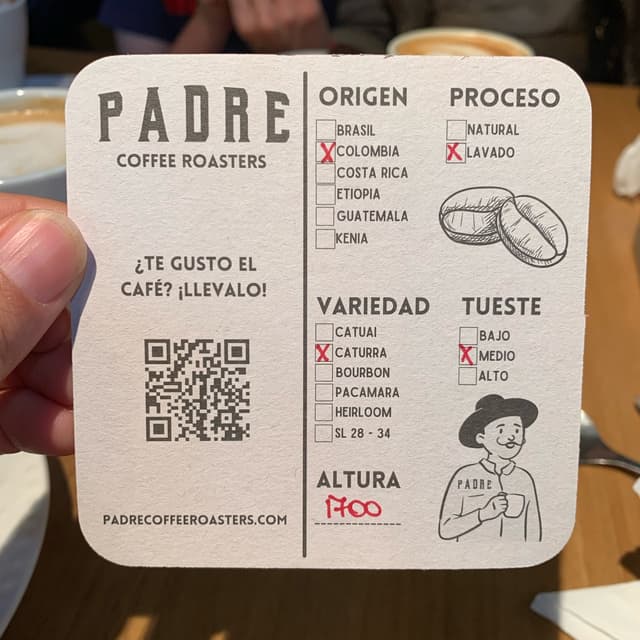 PADRE
COFFEE ROASTERS
¿TE GUSTO EL
CAFÉ? ¡LLEVALO!
PADRECOFFEEROASTERS.COM
ORIGEN
BRASIL
X COLOMBIA
COSTA RICA
ETIOPIA
GUATEMALA
KENIA
PROCESO
NATURAL
X LAVADO
VARIEDAD
CATUAI
X CATURRA
BOURBON
PACAMARA
HEIRLOOM
SL 28 - 34
TUESTE
BAJO
X MEDIO
ALTO
ALTURA
1700
PADRE